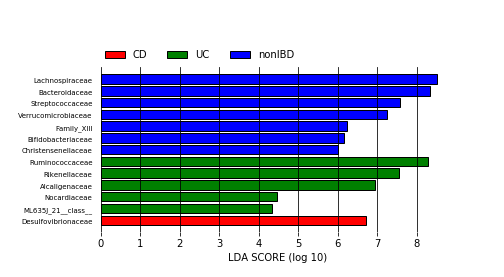 CD UC nonIBD
Lachnospiraceae
Bacteroidaceae
Streptococcaceae
Verrucomicrobiaceae
Family_XIII
Bifidobacteriaceae
Christensenellaceae
Ruminococcaceae
Rikenellaceae
Alcaligenaceae
Nocardiaceae
ML635J_21__class__
Desulfovibrionaceae
0 1 2 3 4 5 6 7 8
LDA SCORE (log 10)